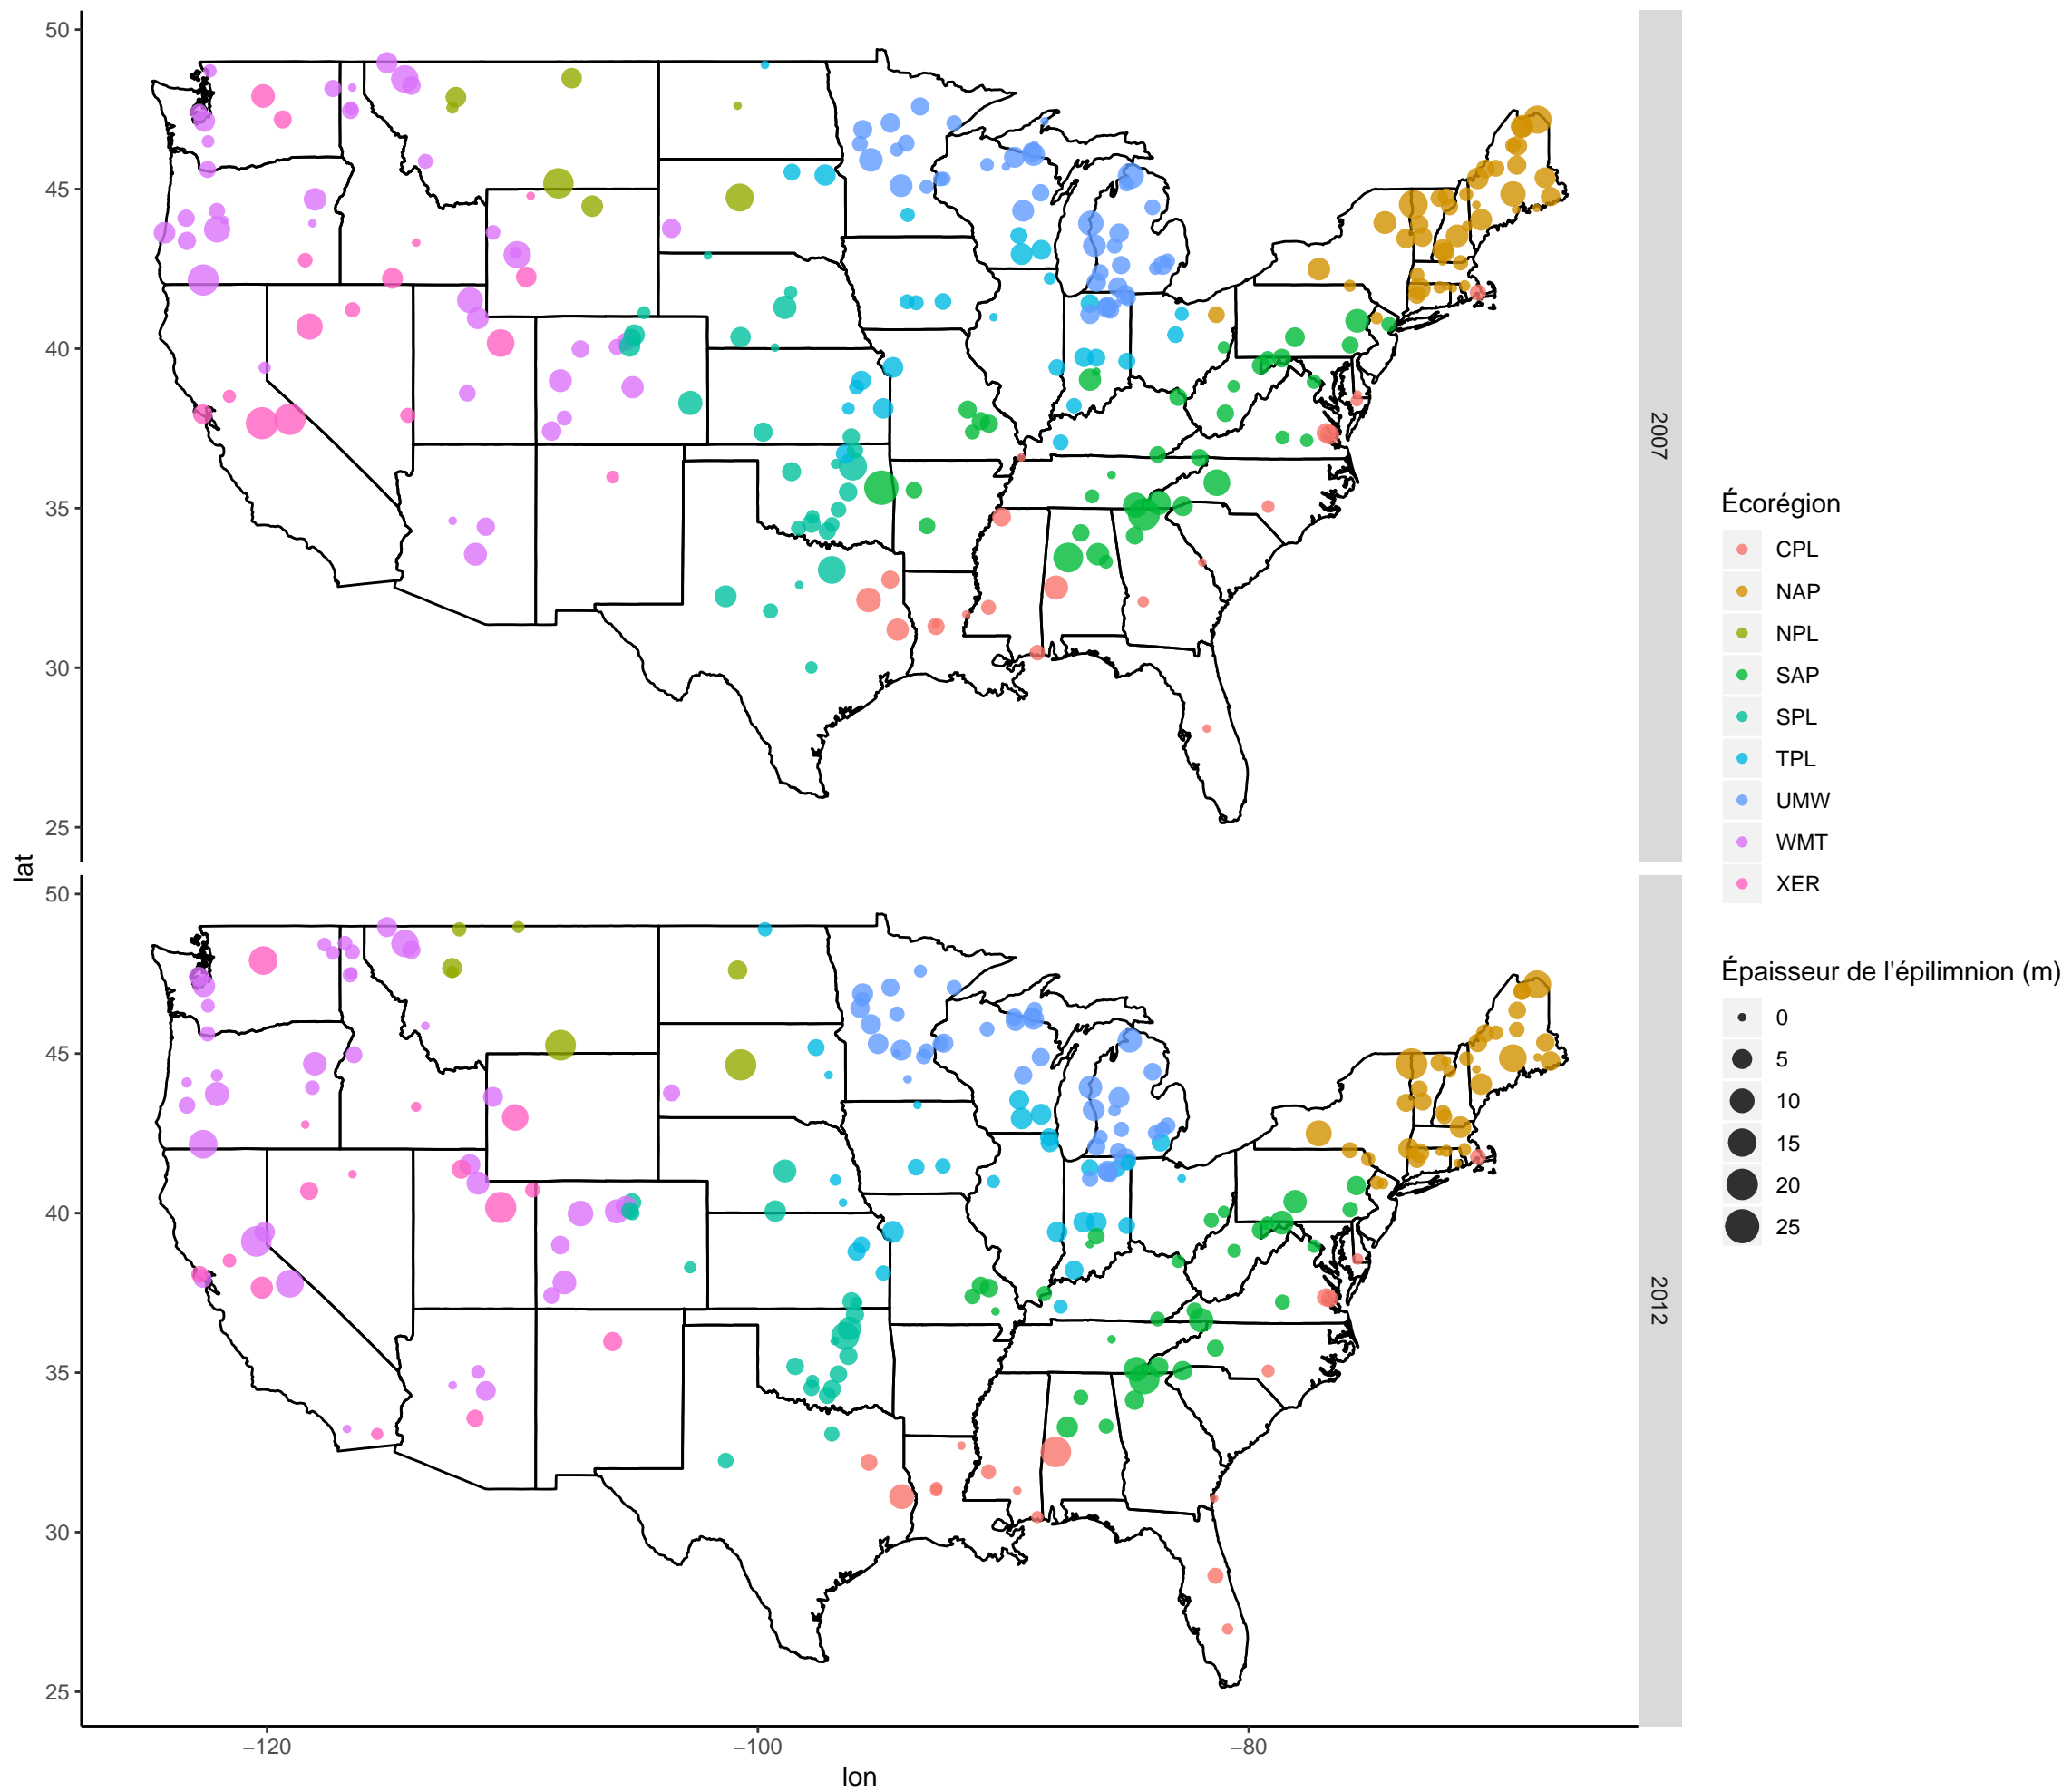 50
45
40
35
30
25
2007
lat
50
45
40
35
30
25
2012
−120
−100
−80
lon
Écorégion
CPL
NAP
NPL
SAP
SPL
TPL
UMW
WMT
XER
Épaisseur de l'épilimnion (m)
0
5
10
15
20
25